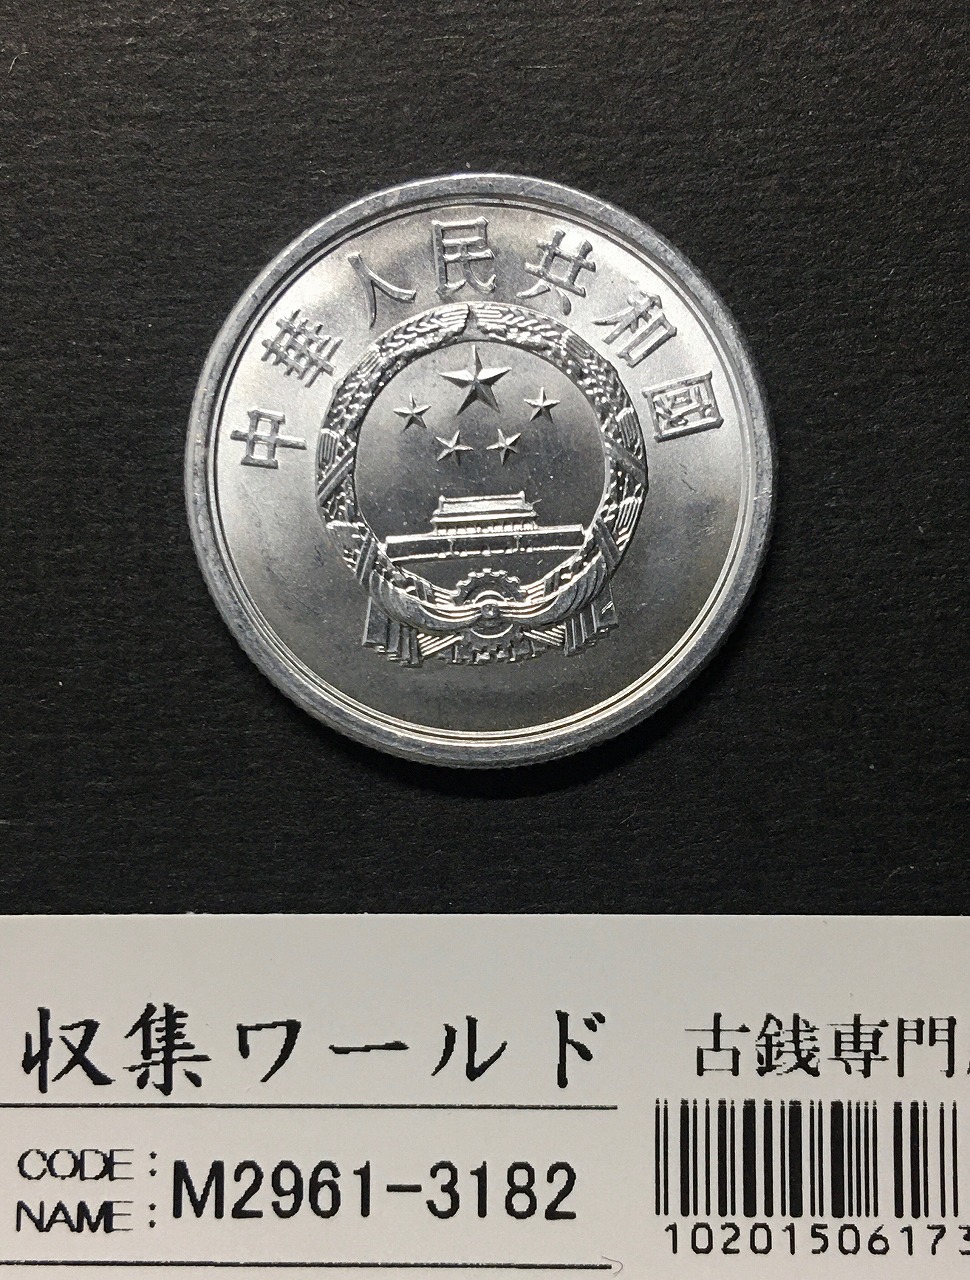 中華人民共和國
収集ワールド
古銭専門
CODE:
NAME:
M2961-3182
10201506173